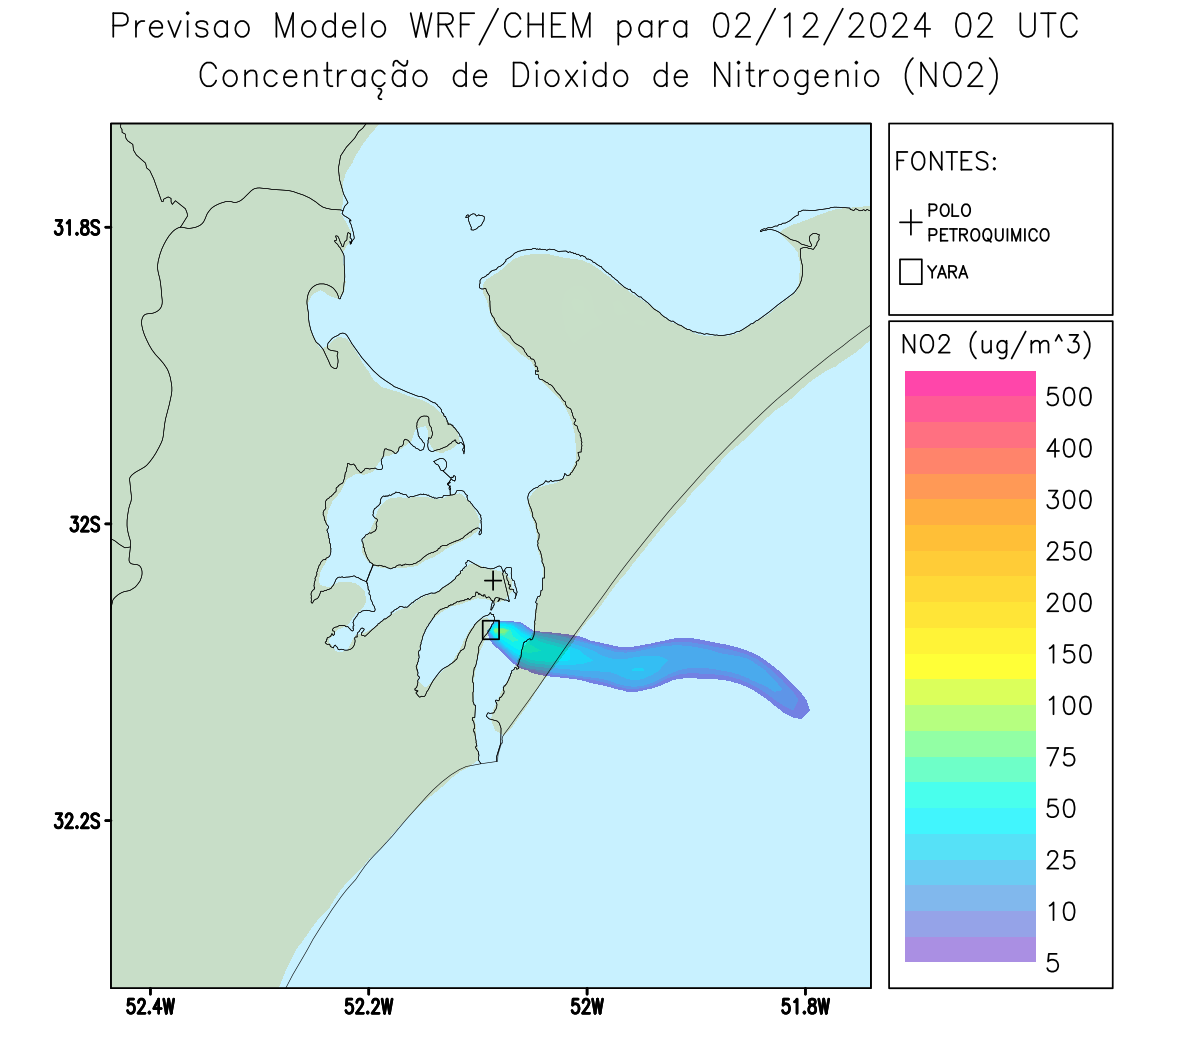 Previsao Modelo WRF/CHEM para 02/12/2024 02 UTC
Concentração de Dioxido de Nitrogenio (NO2)
FONTES:
POLO
PETROQUIMICO
YARA
NO2 (ug/m^3)
500
400
300
250
200
150
100
75
50
25
10
5
31.8S
32S
32.2S
52.4W
52.2W
52W
51.8W